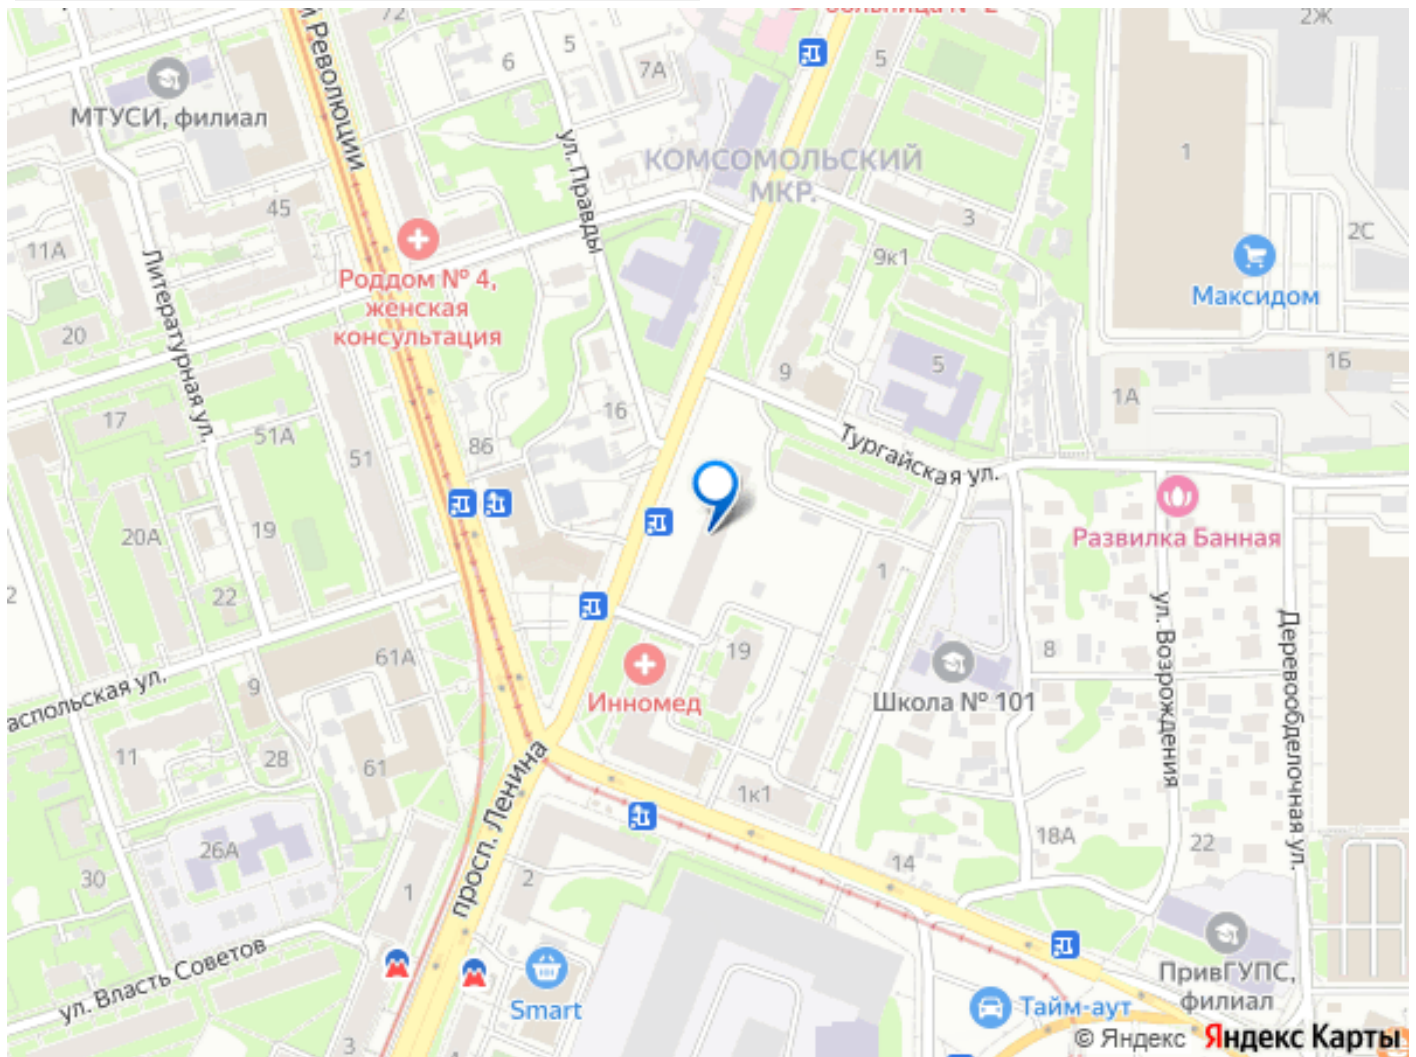 72
больница № 2
2Ж
5
6
7А
5
и Революции
МТУСИ, филиал
ул. Правды
КОМСОМОЛЬСКИЙ
МКР.
1
45
3
2С
11А
9к1
Литературная ул.
Роддом № 4,
женская
консультация
Максидом
20
5
9
1Б
1А
17
16
51А
86
51
Тургайская ул.
Развилка Банная
20А
19
1
2
22
ул. Возрождения
Деревообделочная ул.
61А
19
8
9
аспольская ул.
Инномед
Школа № 101
11
28
61
просп. Ленина
1к1
26А
14
18А
22
30
1
2
ул. Власть Советов
Smart
ПривГУПС,
филиал
Тайм-аут
3
© Яндекс Яндекс Карты